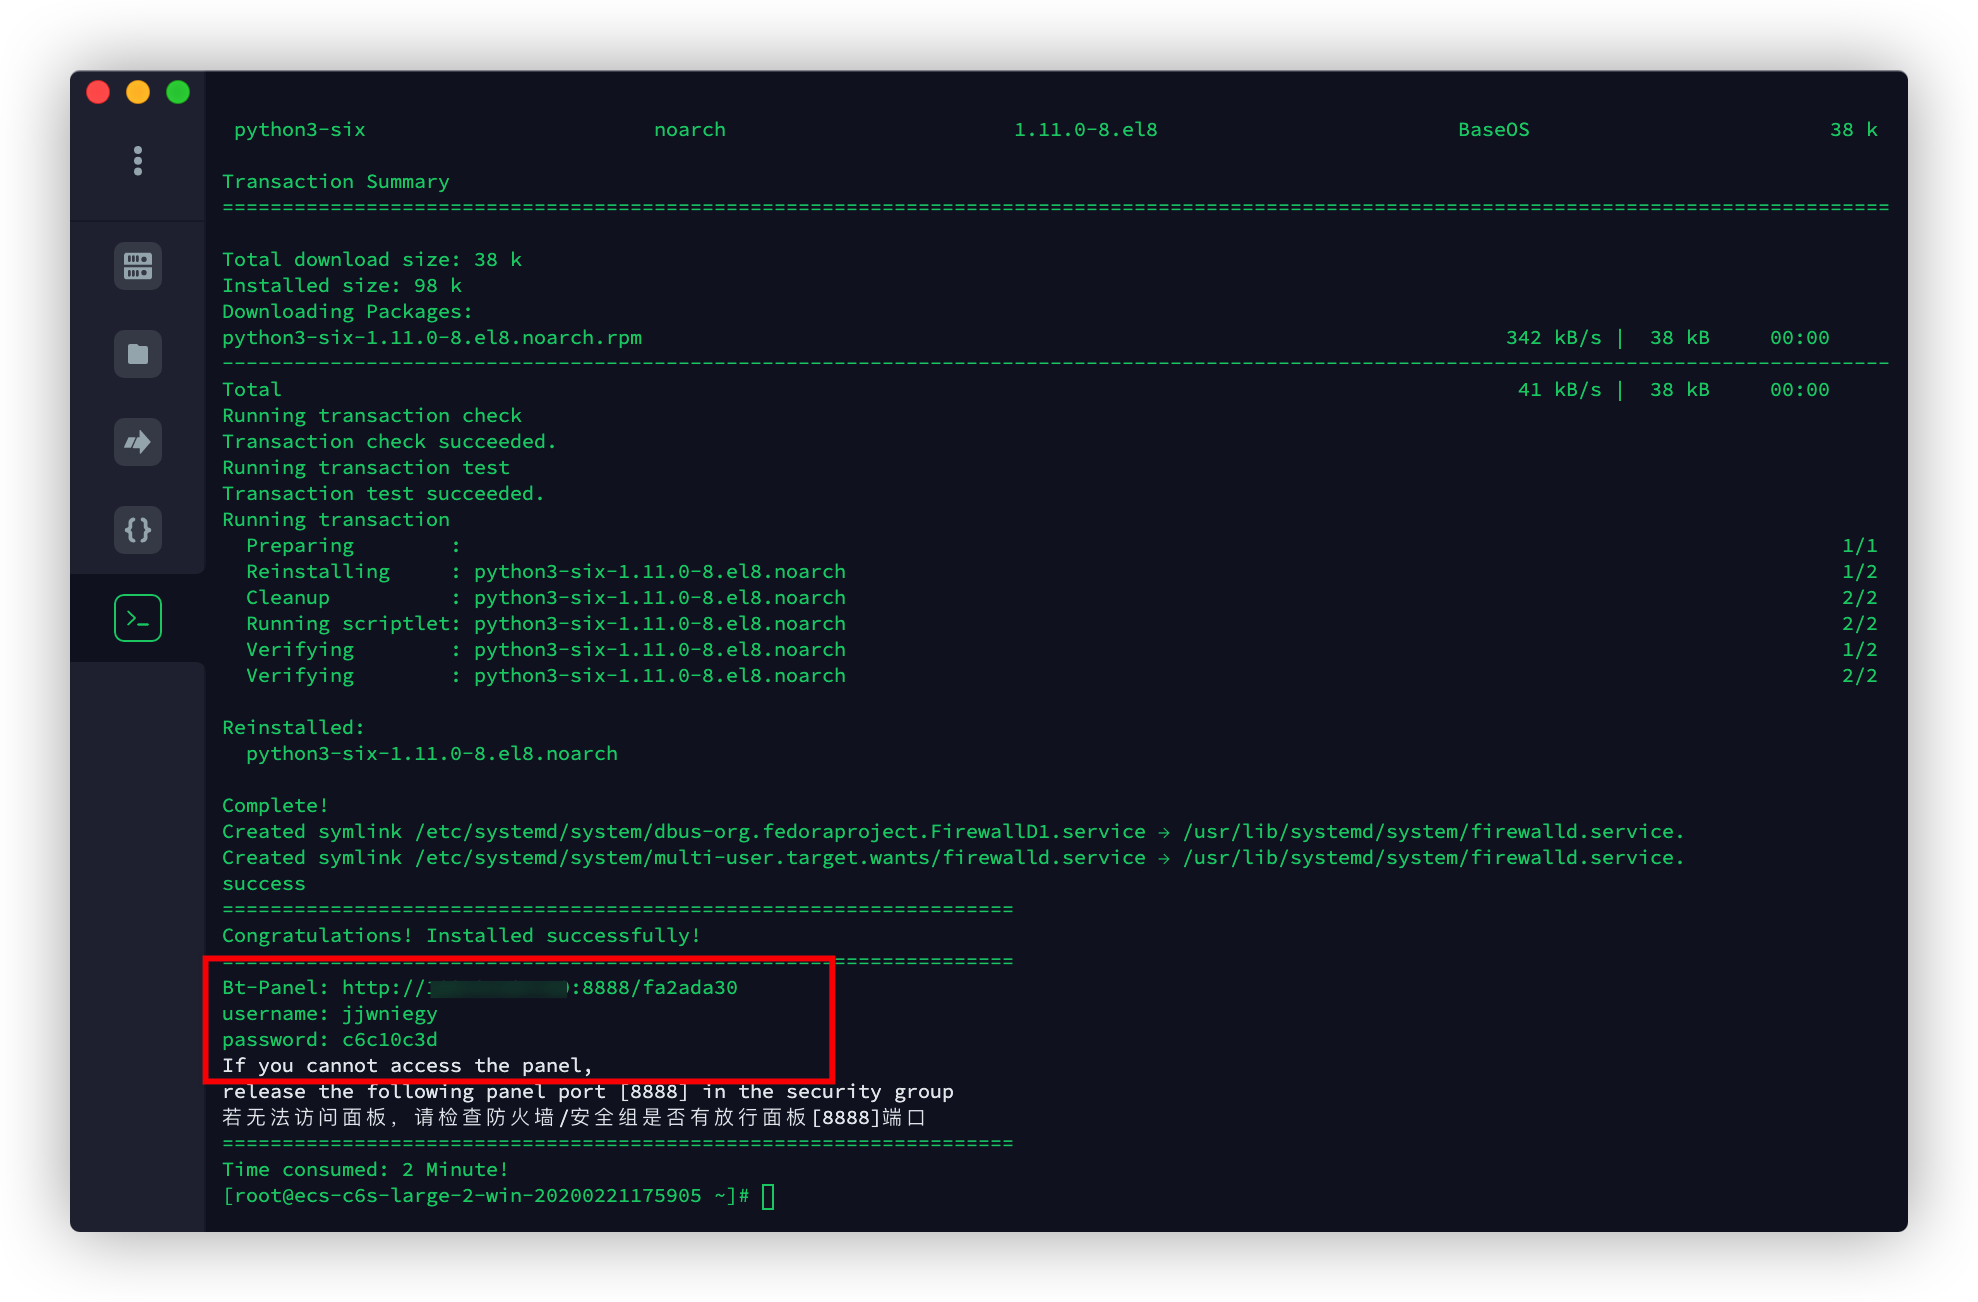 python3-six noarch 1.11.0-8.el8 BaseOS 38 k
Transaction Summary
===========================================================================================================================================
Total download size: 38 k
Installed size: 98 k
Downloading Packages:
python3-six-1.11.0-8.el8.noarch.rpm 342 kB/s | 38 kB 00:00
-------------------------------------------------------------------------------------------------------------------------------------------
Total 41 kB/s | 38 kB 00:00
Running transaction check
Transaction check succeeded.
Running transaction test
Transaction test succeeded.
Running transaction
Preparing : 1/1
Reinstalling : python3-six-1.11.0-8.el8.noarch 1/2
Cleanup : python3-six-1.11.0-8.el8.noarch 2/2
Running scriptlet: python3-six-1.11.0-8.el8.noarch 2/2
Verifying : python3-six-1.11.0-8.el8.noarch 1/2
Verifying : python3-six-1.11.0-8.el8.noarch 2/2
Reinstalled:
python3-six-1.11.0-8.el8.noarch
Complete!
Created symlink /etc/systemd/system/dbus-org.fedoraproject.FirewallD1.service → /usr/lib/systemd/system/firewalld.service.
Created symlink /etc/systemd/system/multi-user.target.wants/firewalld.service → /usr/lib/systemd/system/firewalld.service.
success
==================================================================
Congratulations! Installed successfully!
==================================================================
Bt-Panel: http:// :8888/fa2ada30
username: jjwniegy
password: c6c10c3d
If you cannot access the panel,
release the following panel port [8888] in the security group
若无法访问面板，请检查防火墙/安全组是否有放行面板[8888]端口
==================================================================
Time consumed: 2 Minute!
[root@ecs-c6s-large-2-win-20200221175905 ~]#